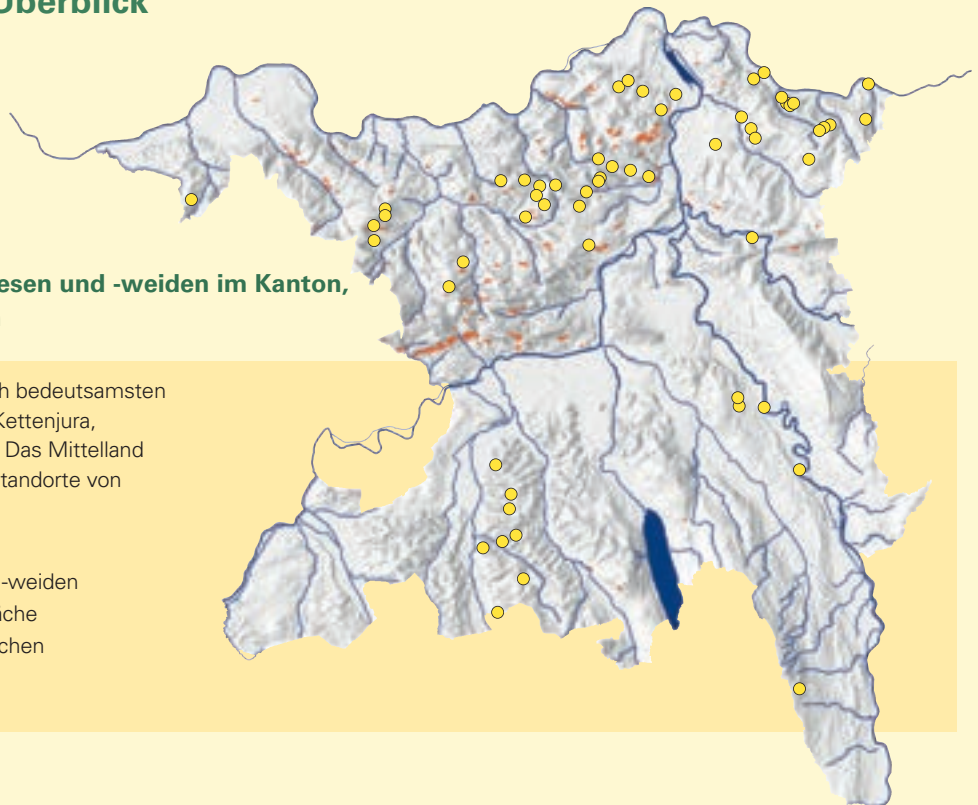 Überblick
esen und -weiden im Kanton,
h bedeutsamsten
Kettenjura,
Das Mittelland
tandorte von
-weiden
che
chen